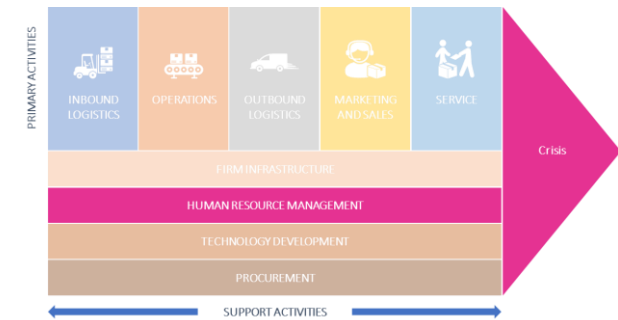 PRIMARY ACTIVITIES
INBOUND
LOGISTICS
OPERATIONS
OUTBOUND
LOGISTICS
MARKETING
AND SALES
SERVICE
Crisis
FIRM INFRASTRUCTURE
HUMAN RESOURCE MANAGEMENT
TECHNOLOGY DEVELOPMENT
PROCUREMENT
SUPPORT ACTIVITIES